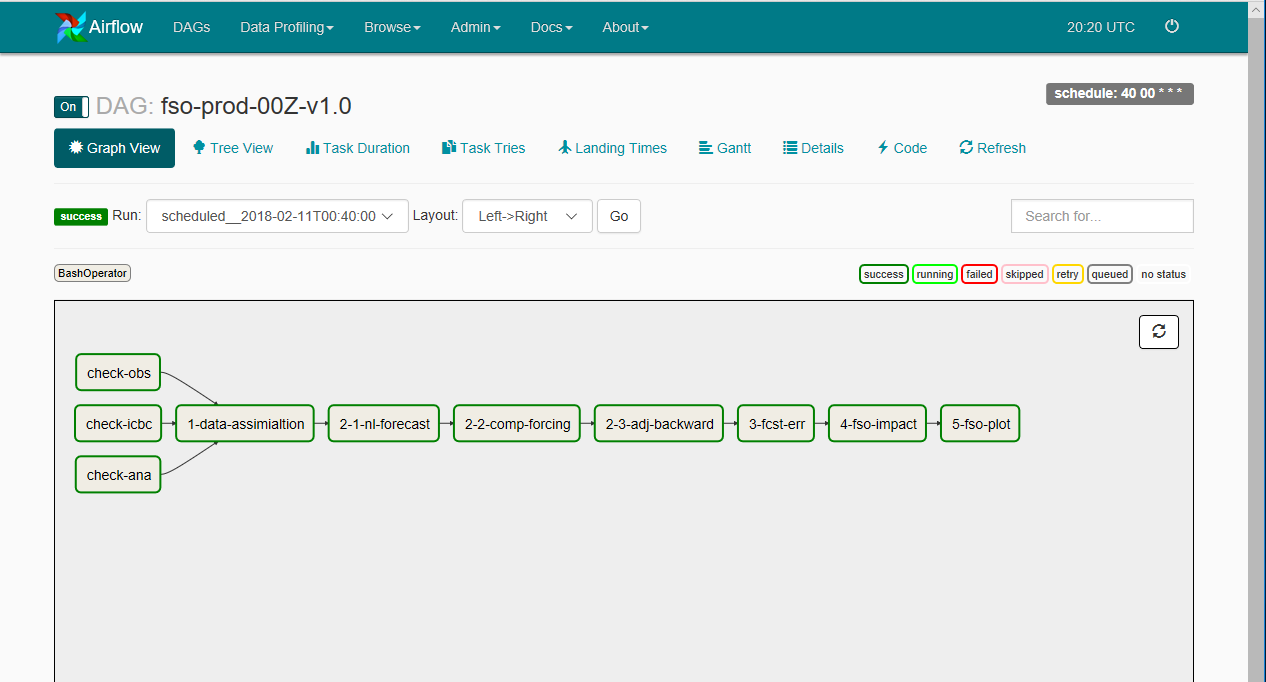 Airflow DAGs Data Profiling Browse Admin Docs About 20:20 UTC
On DAG: fso-prod-00Z-v1.0 schedule: 40 00 * * *
Graph View Tree View Task Duration Task Tries Landing Times Gantt Details Code Refresh
success Run: scheduled__2018-02-11T00:40:00 Layout: Left->Right Go Search for...
BashOperator success running failed skipped retry queued no status
check-obs
check-icbc 1-data-assimialtion 2-1-nl-forecast 2-2-comp-forcing 2-3-adj-backward 3-fcst-err 4-fso-impact 5-fso-plot
check-ana